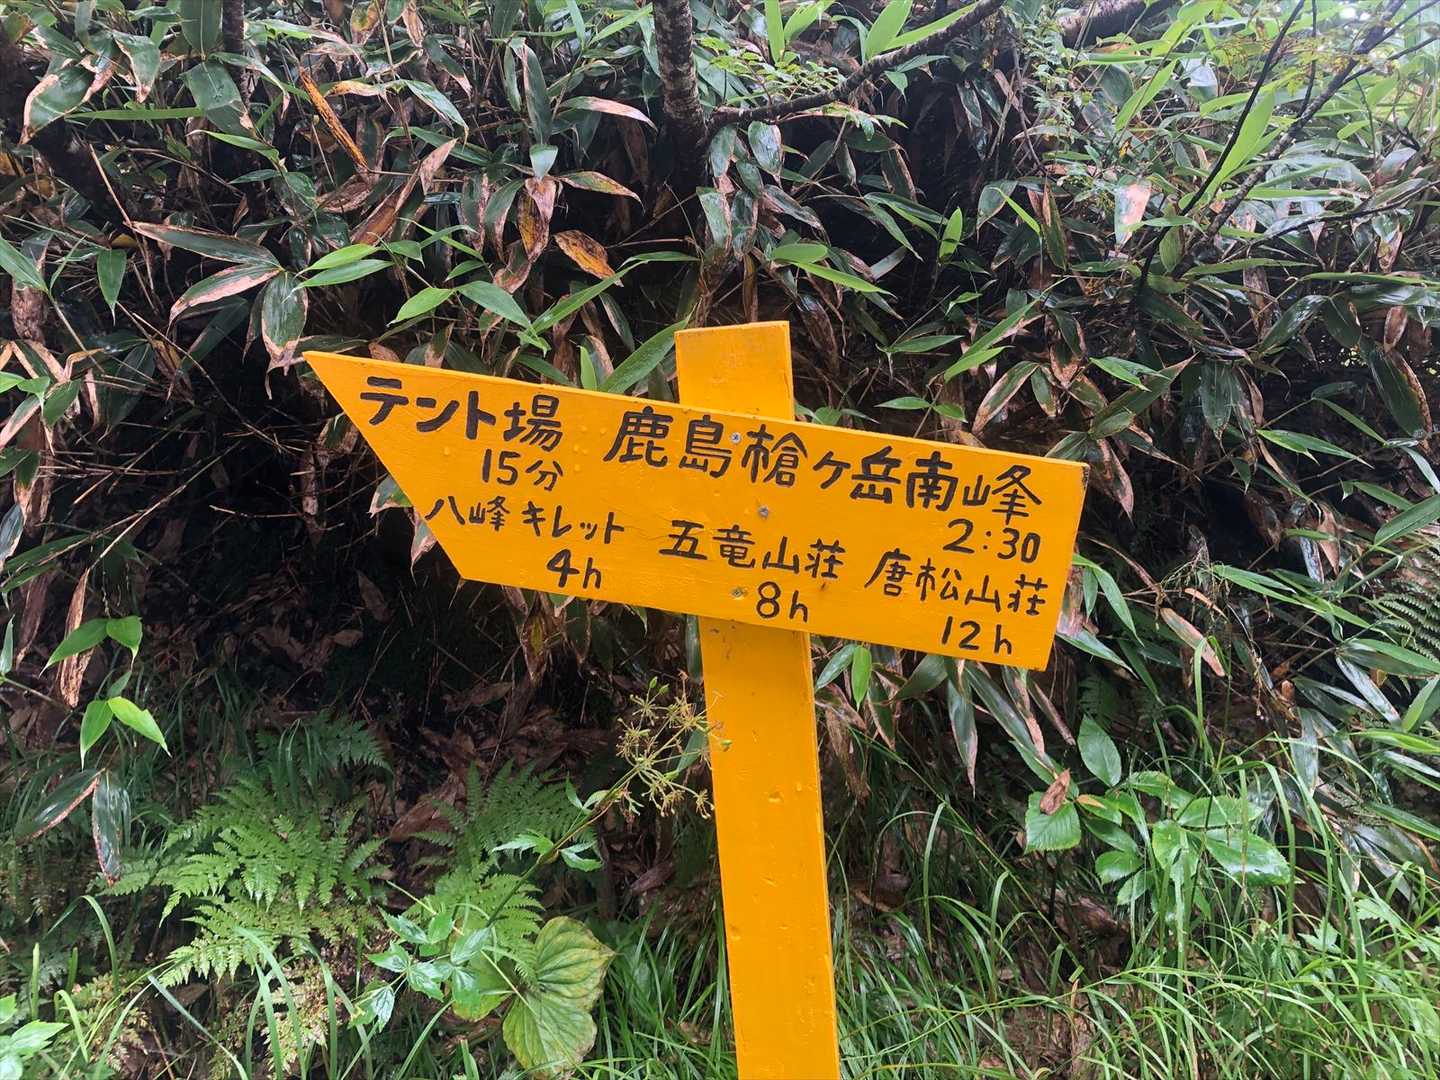 テント場 鹿島槍ヶ岳南峰
15分 2:30
八峰キレット 五竜山荘 唐松山荘
4h 8h 12h